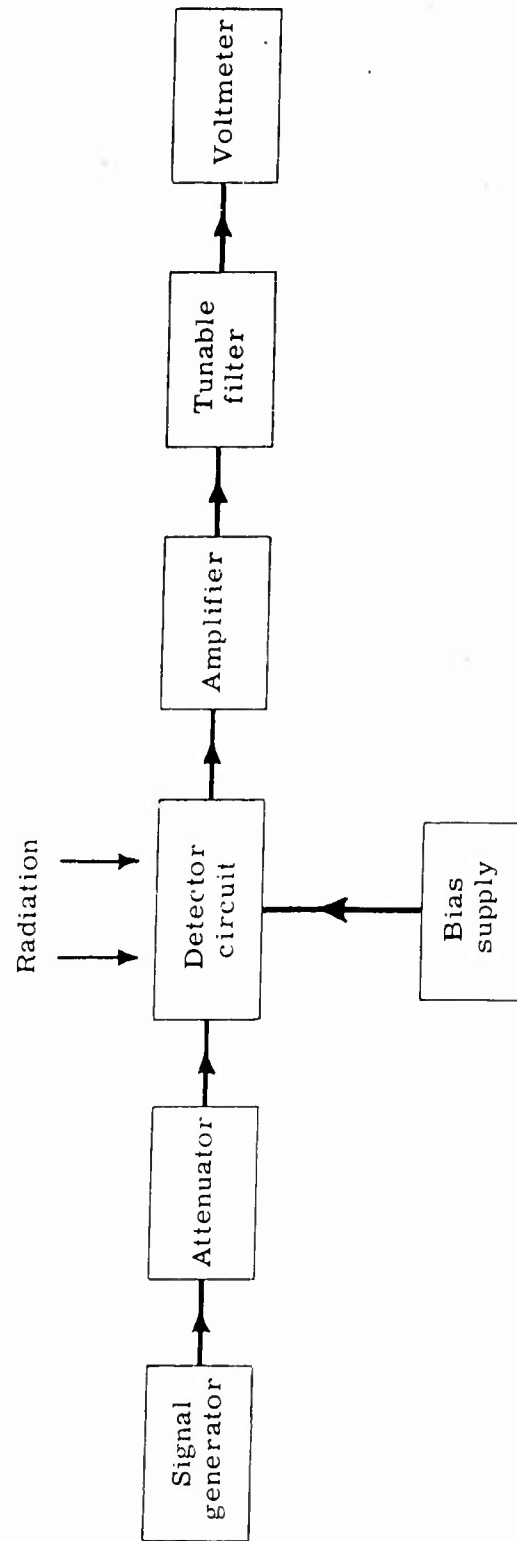 Radiation
Signal
generator
Attenuator
Detector
circuit
Amplifier
Tunable
filter
Voltmeter
Bias
supply